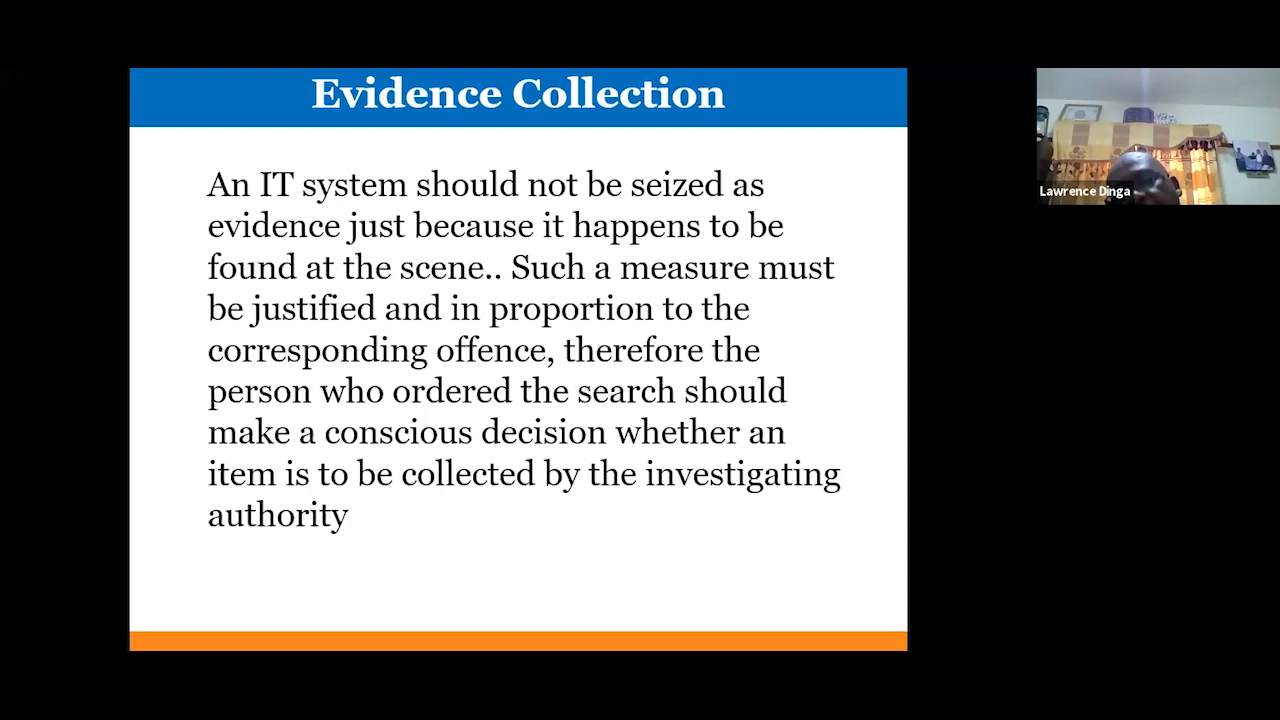 Evidence Collection
An IT system should not be seized as
evidence just because it happens to be
found at the scene.. Such a measure must
be justified and in proportion to the
corresponding offence, therefore the
person who ordered the search should
make a conscious decision whether an
item is to be collected by the investigating
authority
Lawrence Dinga